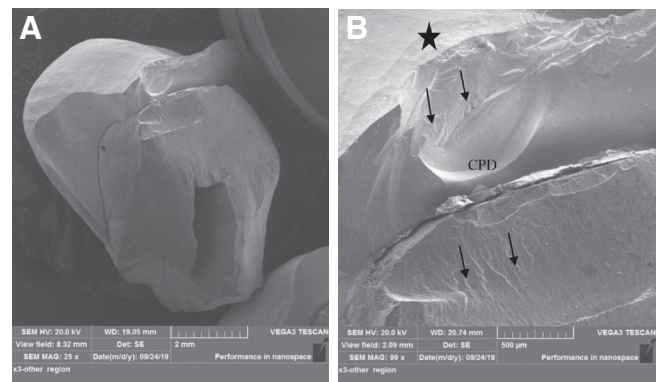 A
SEM HV: 20.0 kV WD: 19.05 mm VEGA3 TESCAN
View field: 8.32 mm Det: SE 2 mm
SEM MAG: 25 x Date(m/d/y): 09/24/19 Performance in nanospace
x3-other region
B
CPD
SEM HV: 20.0 kV WD: 20.74 mm VEGA3 TESCAN
View field: 2.09 mm Det: SE 500 µm
SEM MAG: 99 x Date(m/d/y): 09/24/19 Performance in nanospace
x3-other region